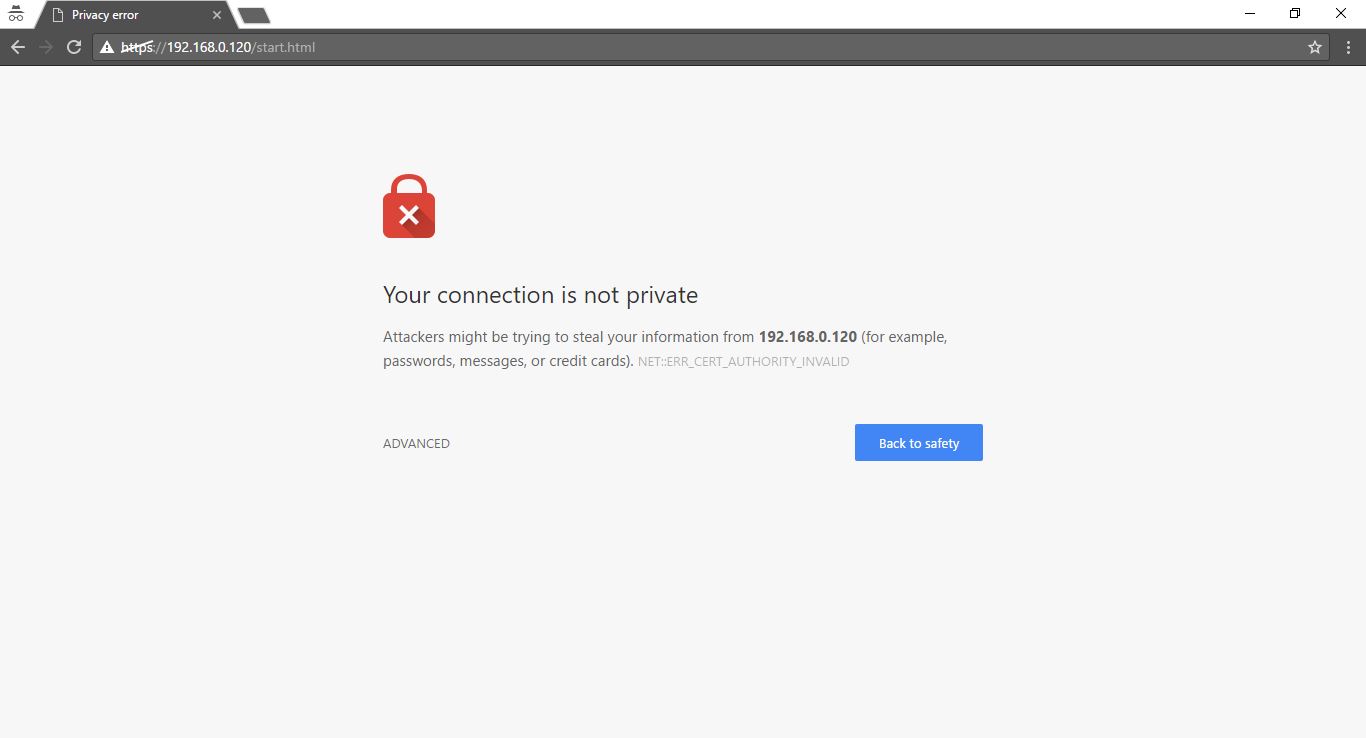 Privacy error
https://192.168.0.120/start.html
Your connection is not private
Attackers might be trying to steal your information from 192.168.0.120 (for example,
passwords, messages, or credit cards). NET::ERR_CERT_AUTHORITY_INVALID
ADVANCED
Back to safety